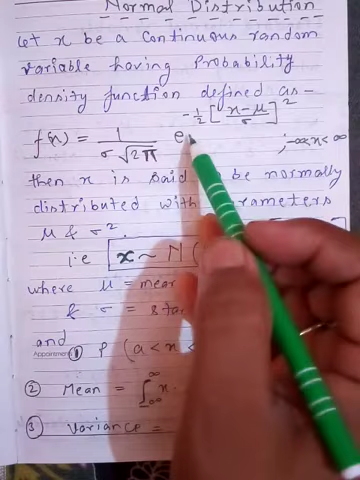 Normal Distribution
Let x be a Continuous random
variable having Probability
density function defined as -
f(x) = 1/(σ√2π) e^(-1/2[(x-μ)/σ]^2) ; -∞<x<∞
then x is said to be normally
distributed with parameters
μ & σ².
i.e x ~ N(
where μ = mean
& σ =
and
Appointment ① P (a < x <
② Mean = ∫_{-∞}^{∞} x.
③ Variance =